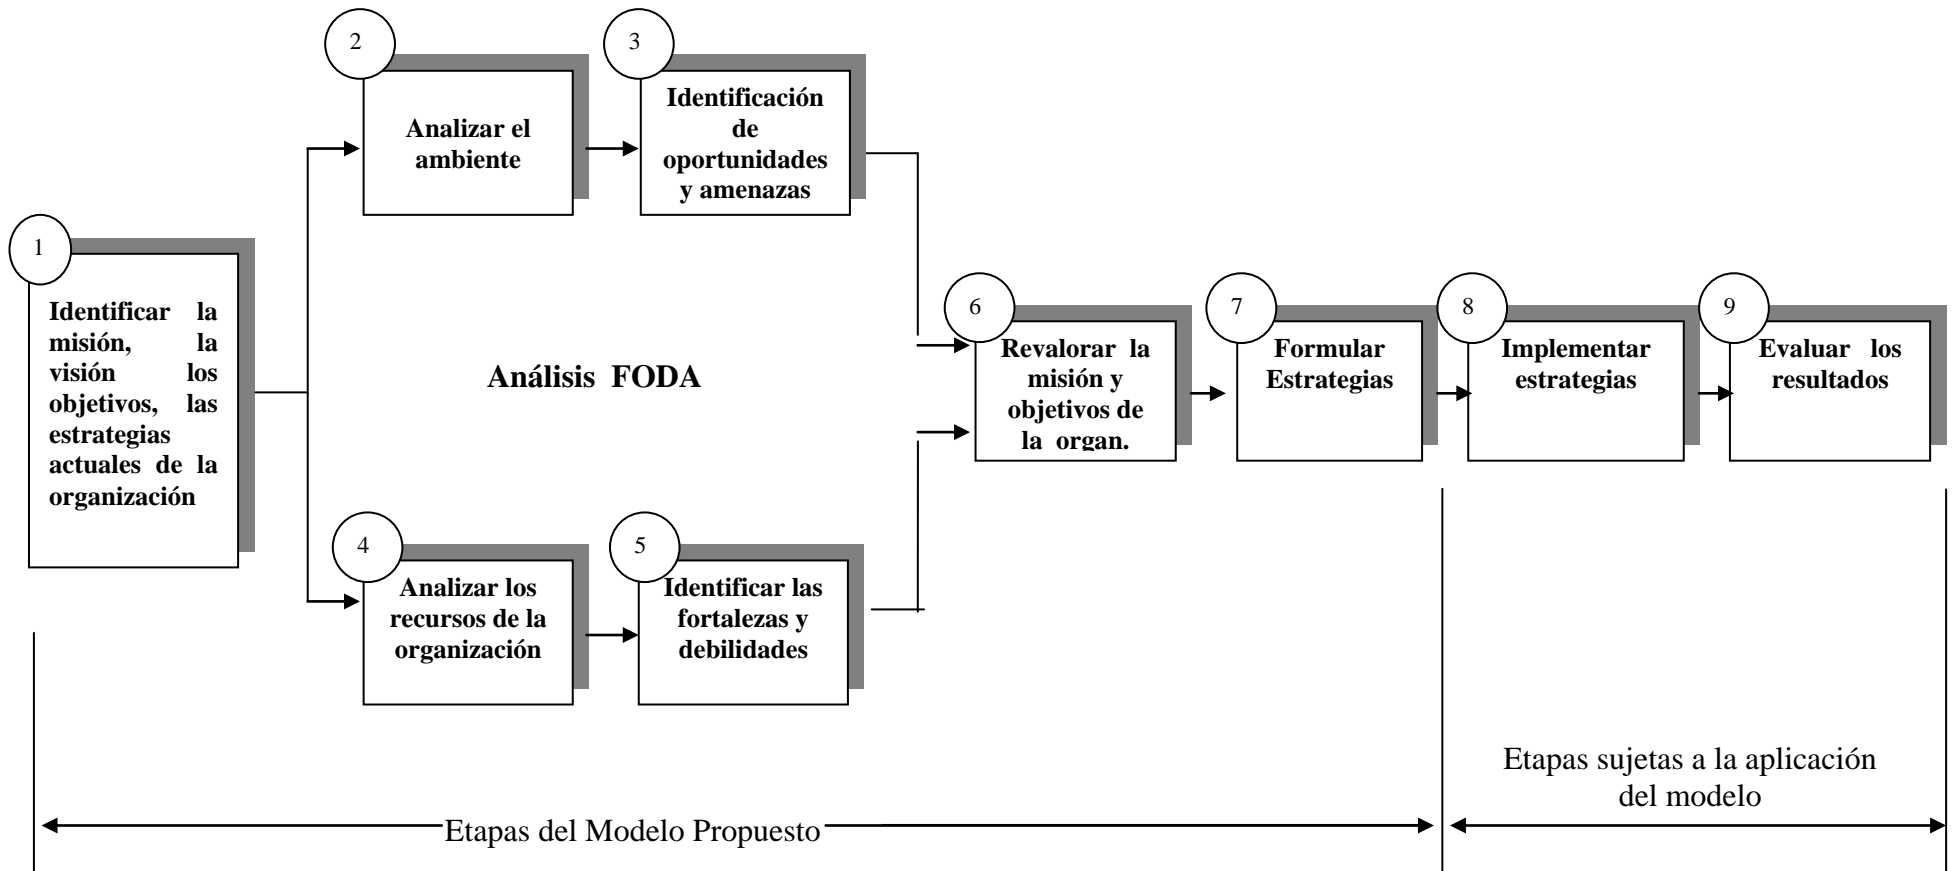 1
Identificar la
misión, la
visión los
objetivos, las
estrategias
actuales de la
organización
2
Analizar el
ambiente
3
Identificación
de
oportunidades
y amenazas
Análisis FODA
4
Analizar los
recursos de la
organización
5
Identificar las
fortalezas y
debilidades
6
Revalorar la
misión y
objetivos de
la organ.
7
Formular
Estrategias
8
Implementar
estrategias
9
Evaluar los
resultados
Etapas del Modelo Propuesto
Etapas sujetas a la aplicación
del modelo